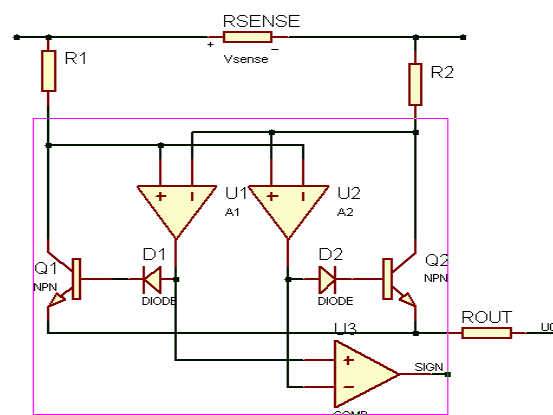 RSENSE
+ −
Vsense
R1
R2
+ − U1
A1
+ − U2
A2
Q1
NPN
D1
DIODE
D2
DIODE
Q2
NPN
ROUT
U3
+
−
SIGN